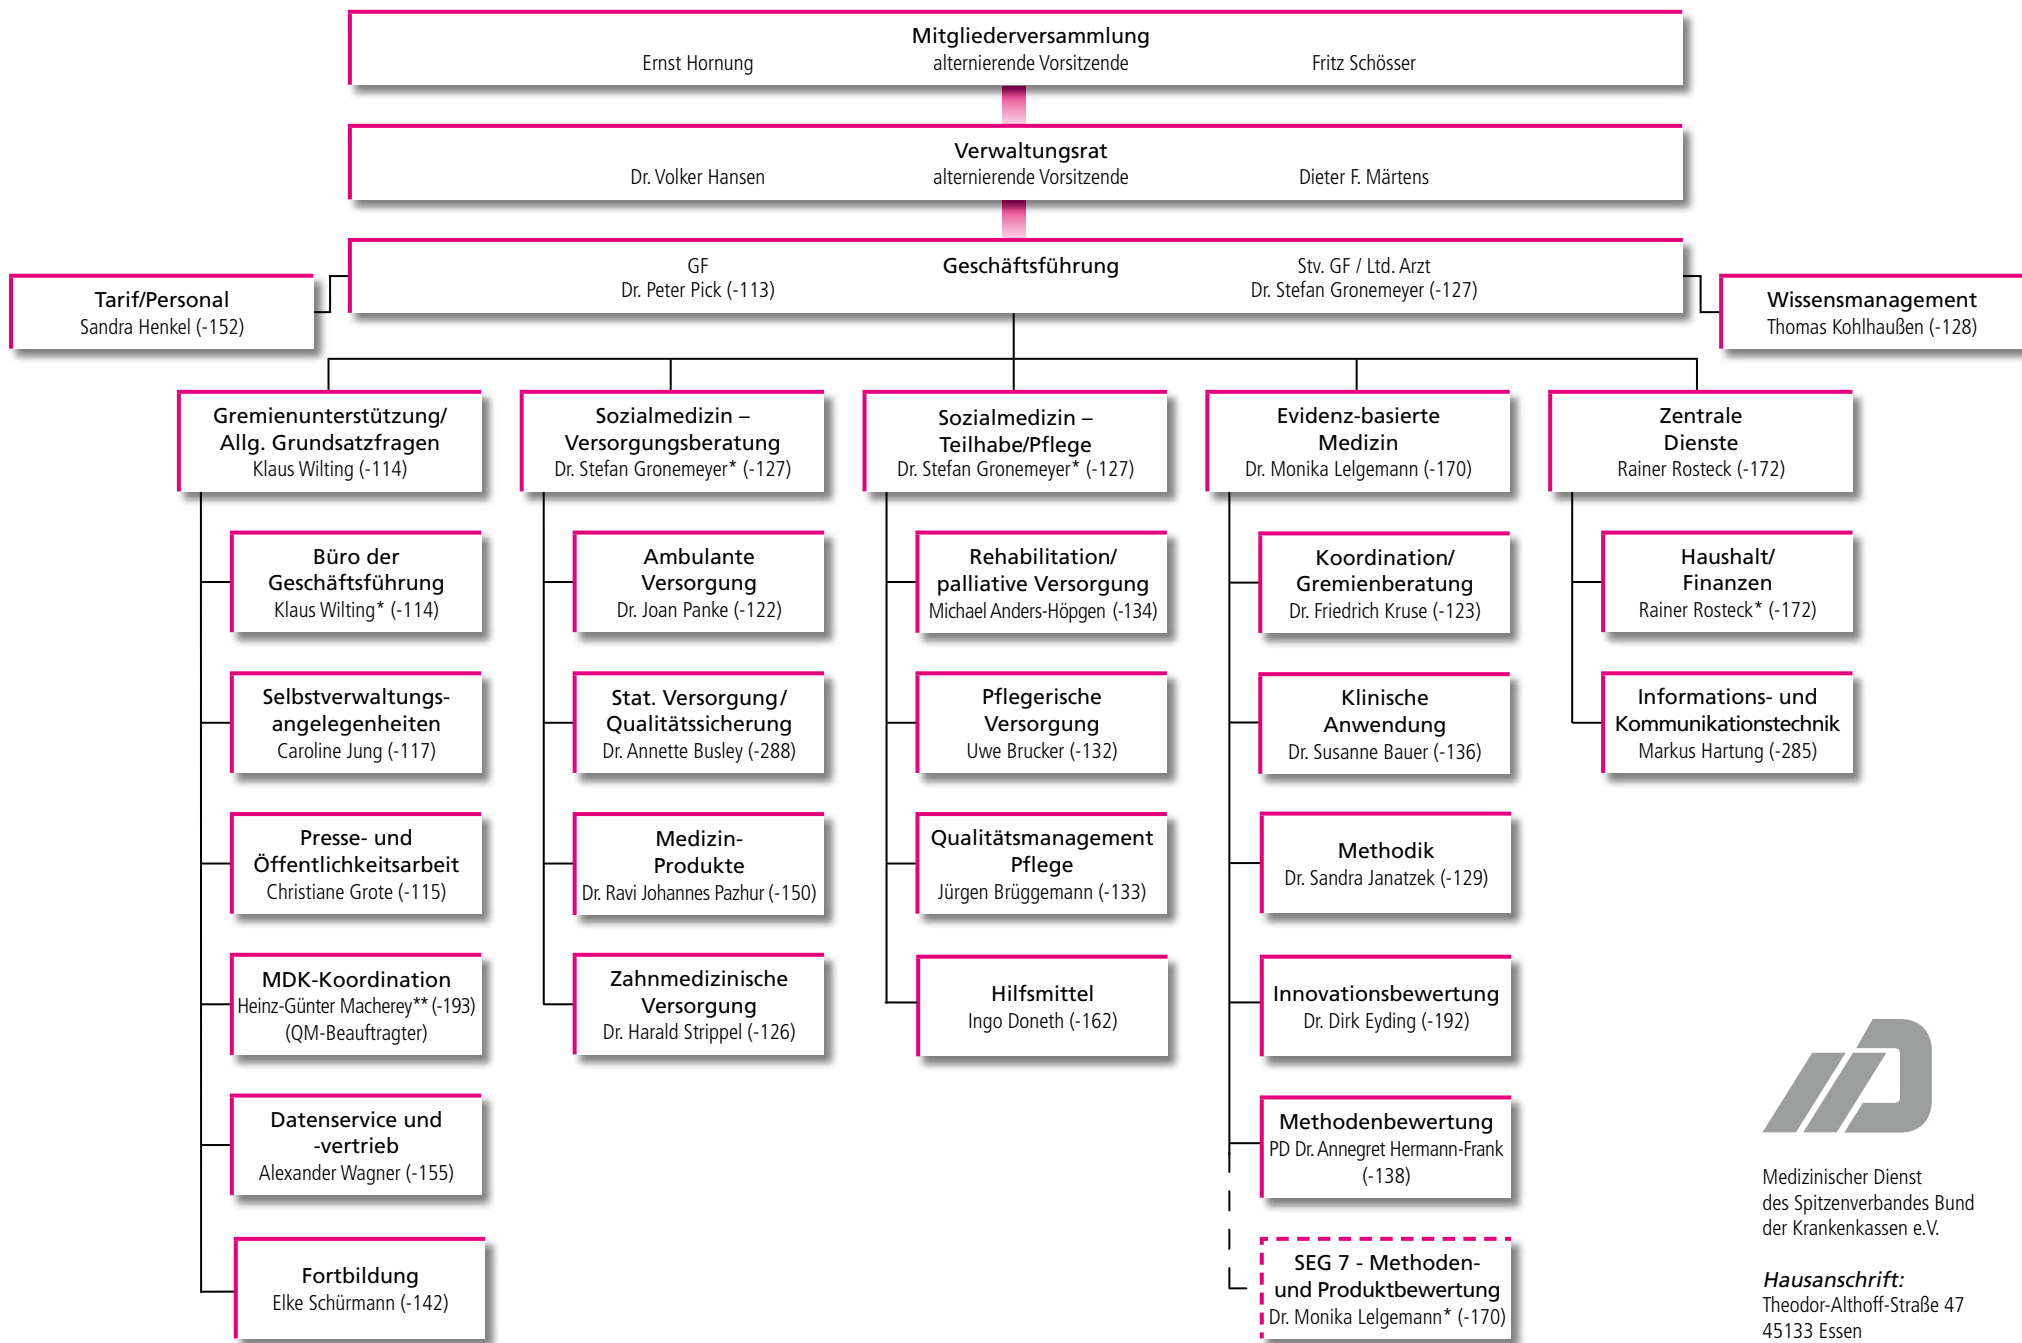 Mitgliederversammlung
Ernst Hornung alternierende Vorsitzende Fritz Schösser
Verwaltungsrat
Dr. Volker Hansen alternierende Vorsitzende Dieter F. Märtens
GF Geschäftsführung Stv. GF / Ltd. Arzt
Dr. Peter Pick (-113) Dr. Stefan Gronemeyer (-127)
Tarif/Personal
Sandra Henkel (-152)
Wissensmanagement
Thomas Kohlhaußen (-128)
Gremienunterstützung/
Allg. Grundsatzfragen
Klaus Wilting (-114)
Büro der
Geschäftsführung
Klaus Wilting* (-114)
Selbstverwaltungs-
angelegenheiten
Caroline Jung (-117)
Presse- und
Öffentlichkeitsarbeit
Christiane Grote (-115)
MDK-Koordination
Heinz-Günter Macherey** (-193)
(QM-Beauftragter)
Datenservice und
-vertrieb
Alexander Wagner (-155)
Fortbildung
Elke Schürmann (-142)
Sozialmedizin –
Versorgungsberatung
Dr. Stefan Gronemeyer* (-127)
Ambulante
Versorgung
Dr. Joan Panke (-122)
Stat. Versorgung/
Qualitätssicherung
Dr. Annette Busley (-288)
Medizin-
Produkte
Dr. Ravi Johannes Pazhur (-150)
Zahnmedizinische
Versorgung
Dr. Harald Strippel (-126)
Sozialmedizin –
Teilhabe/Pflege
Dr. Stefan Gronemeyer* (-127)
Rehabilitation/
palliative Versorgung
Michael Anders-Höpgen (-134)
Pflegerische
Versorgung
Uwe Brucker (-132)
Qualitätsmanagement
Pflege
Jürgen Brüggemann (-133)
Hilfsmittel
Ingo Doneth (-162)
Evidenz-basierte
Medizin
Dr. Monika Lelgemann (-170)
Koordination/
Gremienberatung
Dr. Friedrich Kruse (-123)
Klinische
Anwendung
Dr. Susanne Bauer (-136)
Methodik
Dr. Sandra Janatzek (-129)
Innovationsbewertung
Dr. Dirk Eyding (-192)
Methodenbewertung
PD Dr. Annegret Hermann-Frank
(-138)
SEG 7 - Methoden-
und Produktbewertung
Dr. Monika Lelgemann* (-170)
Zentrale
Dienste
Rainer Rosteck (-172)
Haushalt/
Finanzen
Rainer Rosteck* (-172)
Informations- und
Kommunikationstechnik
Markus Hartung (-285)
Medizinischer Dienst
des Spitzenverbandes Bund
der Krankenkassen e.V.
Hausanschrift:
Theodor-Althoff-Straße 47
45133 Essen